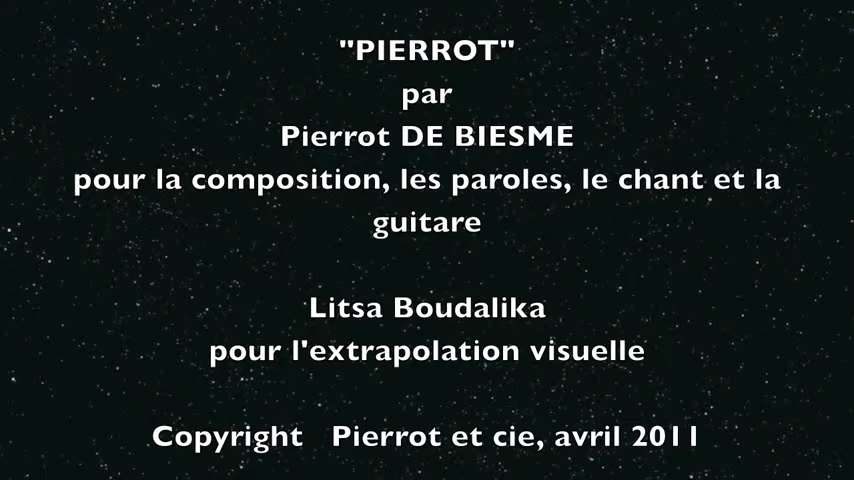 "PIERROT"
par
Pierrot DE BIESME
pour la composition, les paroles, le chant et la
guitare
Litsa Boudalika
pour l'extrapolation visuelle
Copyright   Pierrot et cie, avril 2011